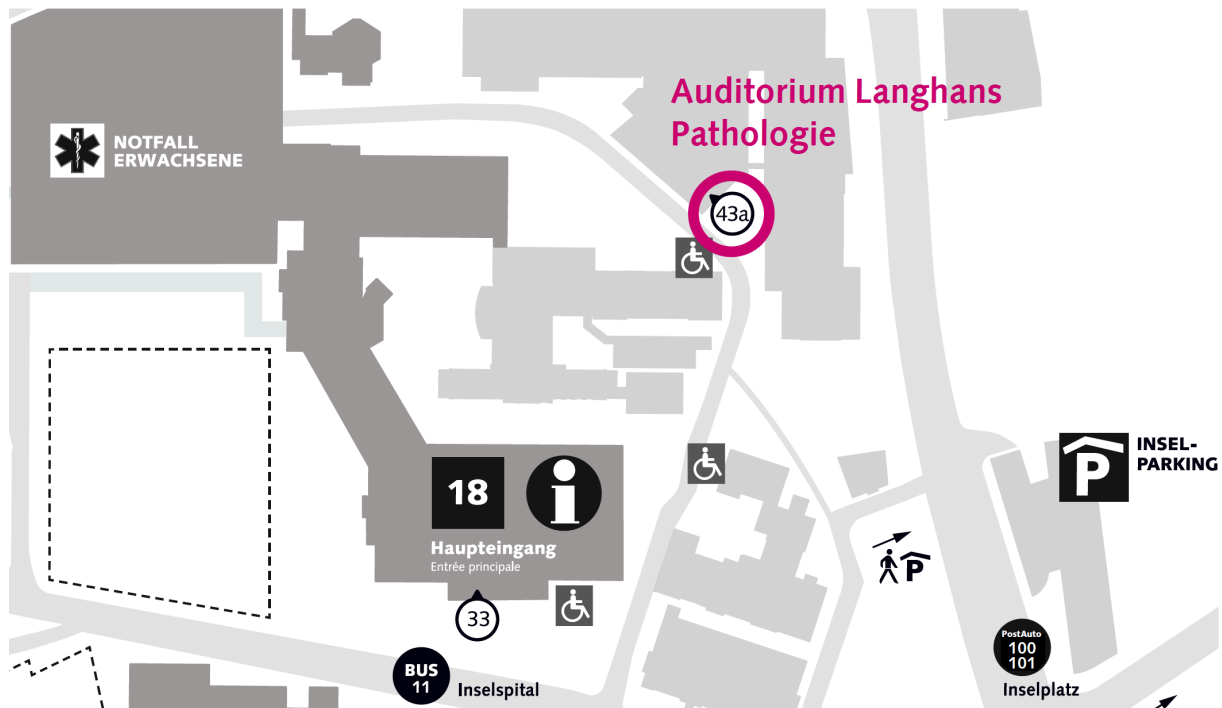 Auditorium Langhans
Pathologie
NOTFALL
ERWACHSENE
43a
INSEL-
PARKING
P
18
i
Haupteingang
Entrée principale
P
33
PostAuto
100
101
BUS
11
Inselspital
Inselplatz